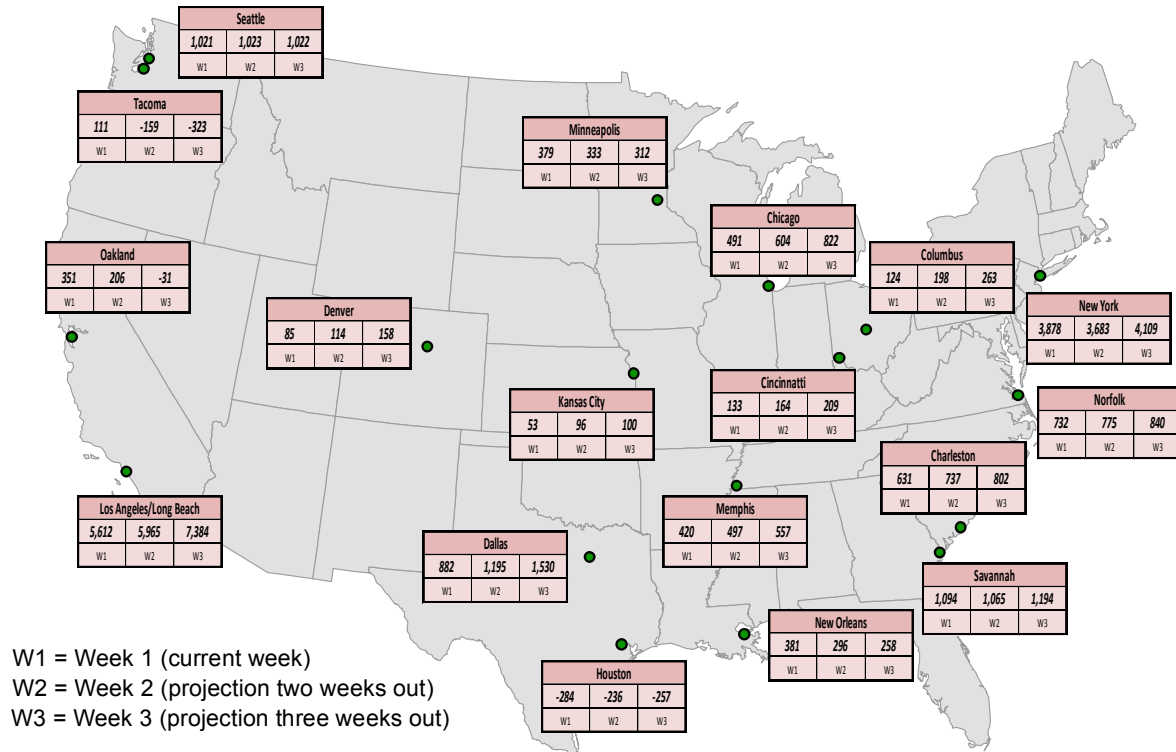 Seattle
1,021 1,023 1,022
W1 W2 W3
Tacoma
111 -159 -323
W1 W2 W3
Minneapolis
379 333 312
W1 W2 W3
Chicago
491 604 822
W1 W2 W3
Oakland
351 206 -31
W1 W2 W3
Columbus
124 198 263
W1 W2 W3
Denver
85 114 158
W1 W2 W3
New York
3,878 3,683 4,109
W1 W2 W3
Cincinnatti
133 164 209
W1 W2 W3
Kansas City
53 96 100
W1 W2 W3
Norfolk
732 775 840
W1 W2 W3
Charleston
631 737 802
W1 W2 W3
Los Angeles/Long Beach
5,612 5,965 7,384
W1 W2 W3
Memphis
420 497 557
W1 W2 W3
Dallas
882 1,195 1,530
W1 W2 W3
Savannah
1,094 1,065 1,194
W1 W2 W3
New Orleans
381 296 258
W1 W2 W3
Houston
-284 -236 -257
W1 W2 W3
W1 = Week 1 (current week)
W2 = Week 2 (projection two weeks out)
W3 = Week 3 (projection three weeks out)